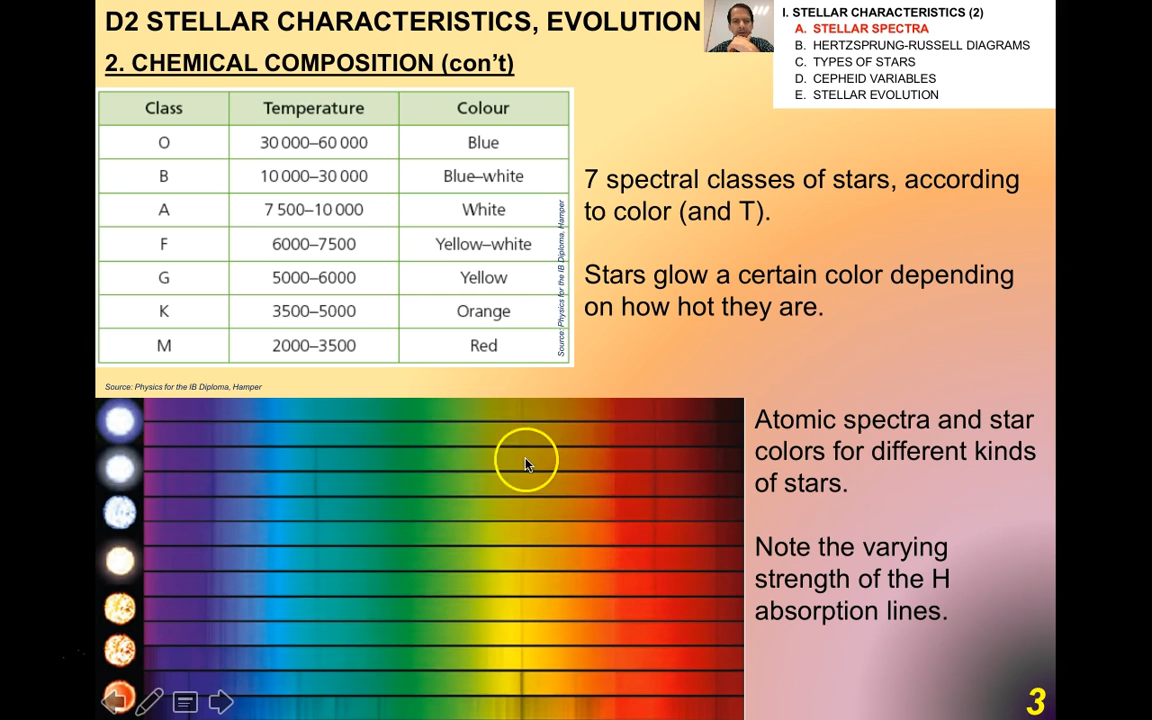 D2 STELLAR CHARACTERISTICS, EVOLUTION
2. CHEMICAL COMPOSITION (con’t)
I. STELLAR CHARACTERISTICS (2)
A. STELLAR SPECTRA
B. HERTZSPRUNG-RUSSELL DIAGRAMS
C. TYPES OF STARS
D. CEPHEID VARIABLES
E. STELLAR EVOLUTION
Class Temperature Colour
O 30 000–60 000 Blue
B 10 000–30 000 Blue–white
A 7 500–10 000 White
F 6000–7500 Yellow–white
G 5000–6000 Yellow
K 3500–5000 Orange
M 2000–3500 Red
Source: Physics for the IB Diploma, Hamper
Source: Physics for the IB Diploma, Hamper
7 spectral classes of stars, according
to color (and T).
Stars glow a certain color depending
on how hot they are.
Atomic spectra and star
colors for different kinds
of stars.
Note the varying
strength of the H
absorption lines.
3